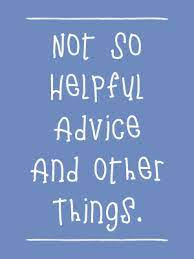 Not So
Helpful
Advice
And Other
Things.